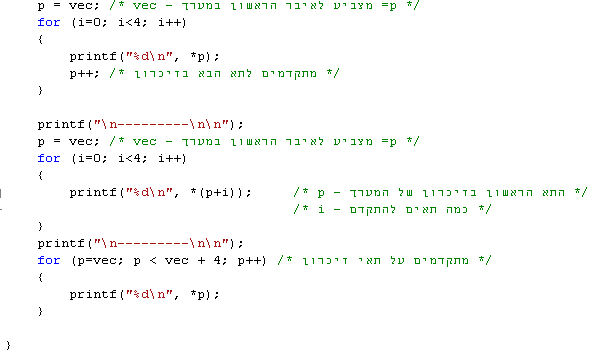 p = vec; /* vec - מצביע לאיבר הראשון במערך =p */
for (i=0; i<4; i++)
{
printf("%d\n", *p);
p++; /* מתקדמים לתא הבא בזיכרון */
}
printf("\n---------\n\n");
p = vec; /* vec - מצביע לאיבר הראשון במערך =p */
for (i=0; i<4; i++)
{
printf("%d\n", *(p+i)); /* p - התא הראשון בזיכרון של המערך */
/* i - כמה תאים להתקדם */
}
printf("\n---------\n\n");
for (p=vec; p < vec + 4; p++) /* מתקדמים על תאי זיכרון */
{
printf("%d\n", *p);
}
}